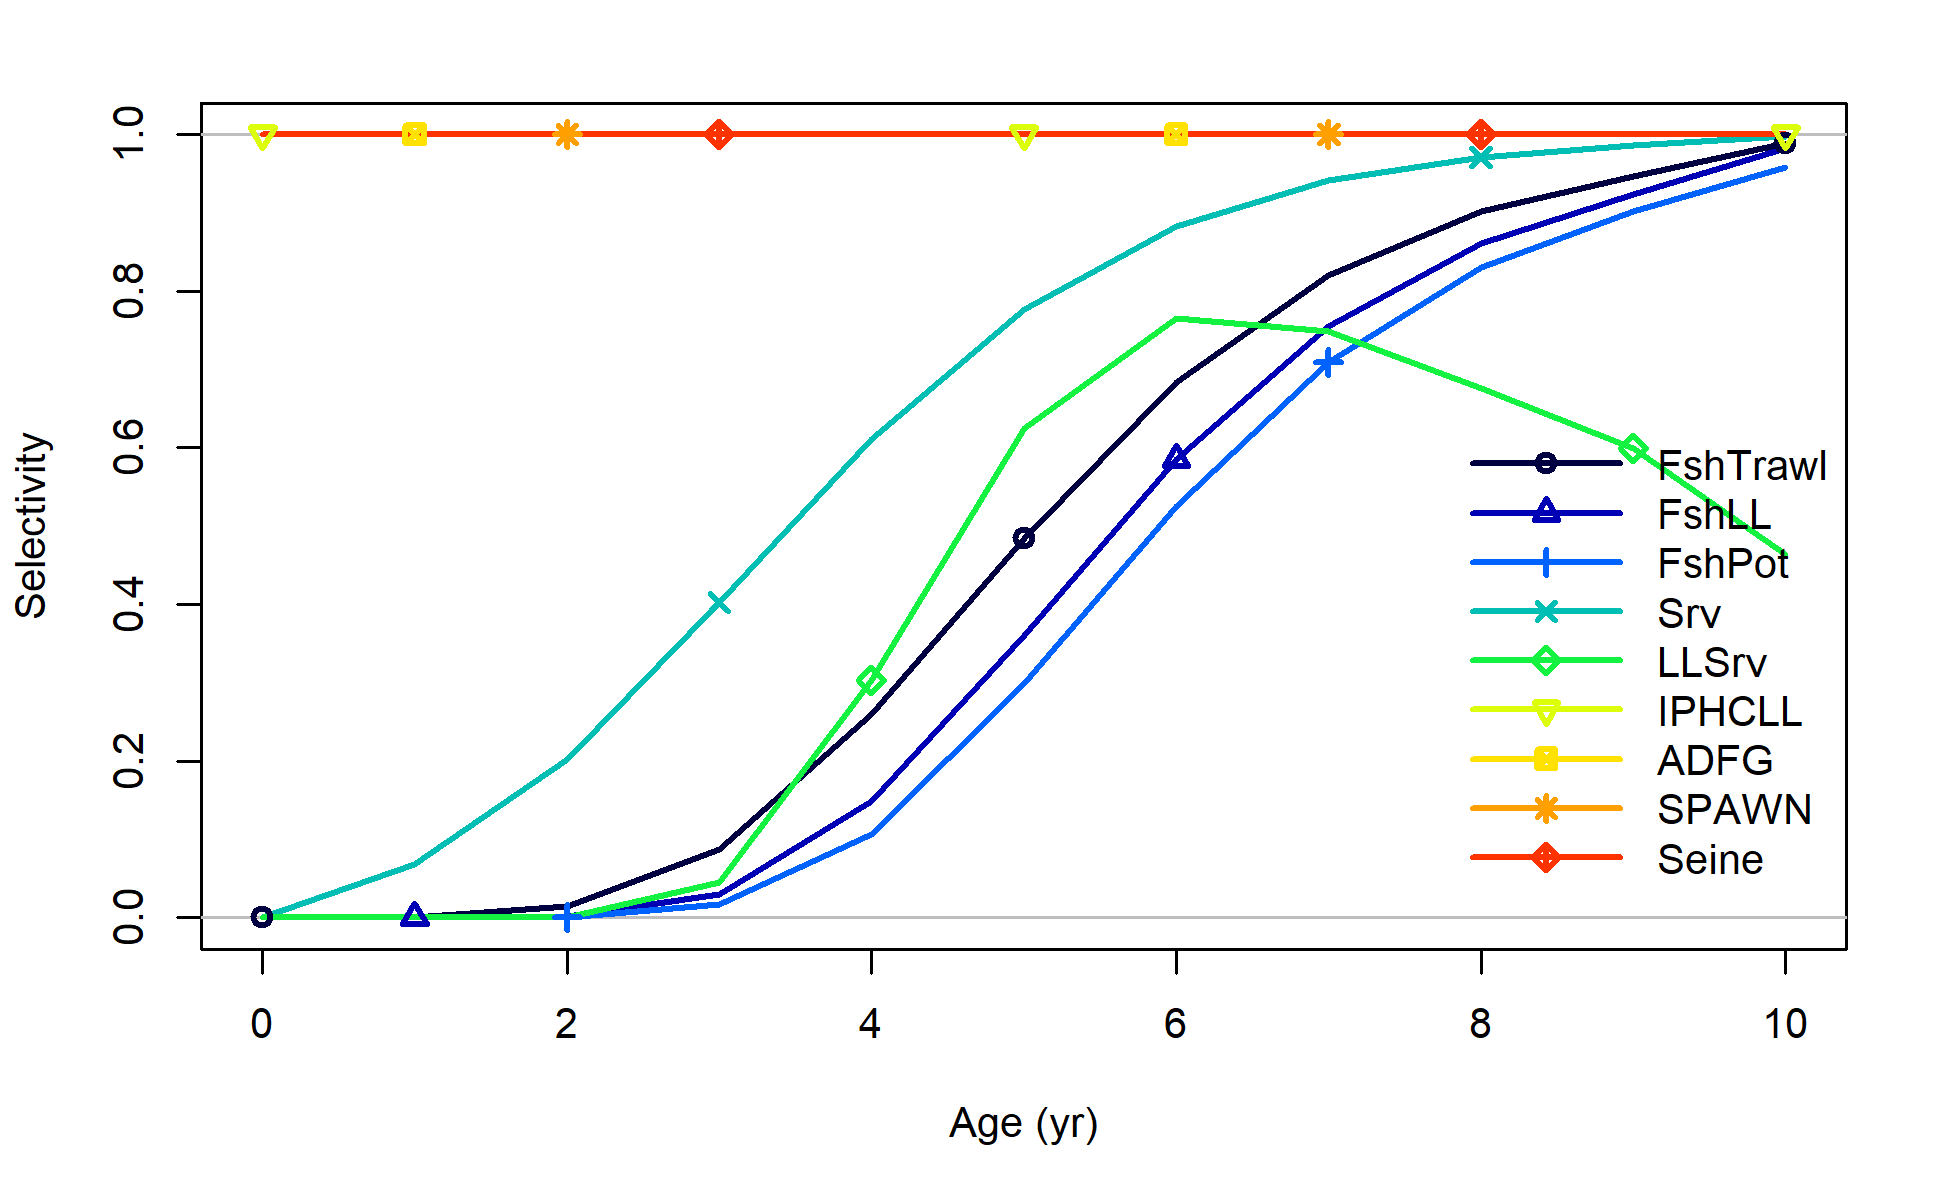 1.0
0.8
0.6
0.4
0.2
0.0
Selectivity
FshTrawl
FshLL
FshPot
Srv
LLSrv
IPHCLL
ADFG
SPAWN
Seine
0 2 4 6 8 10
Age (yr)